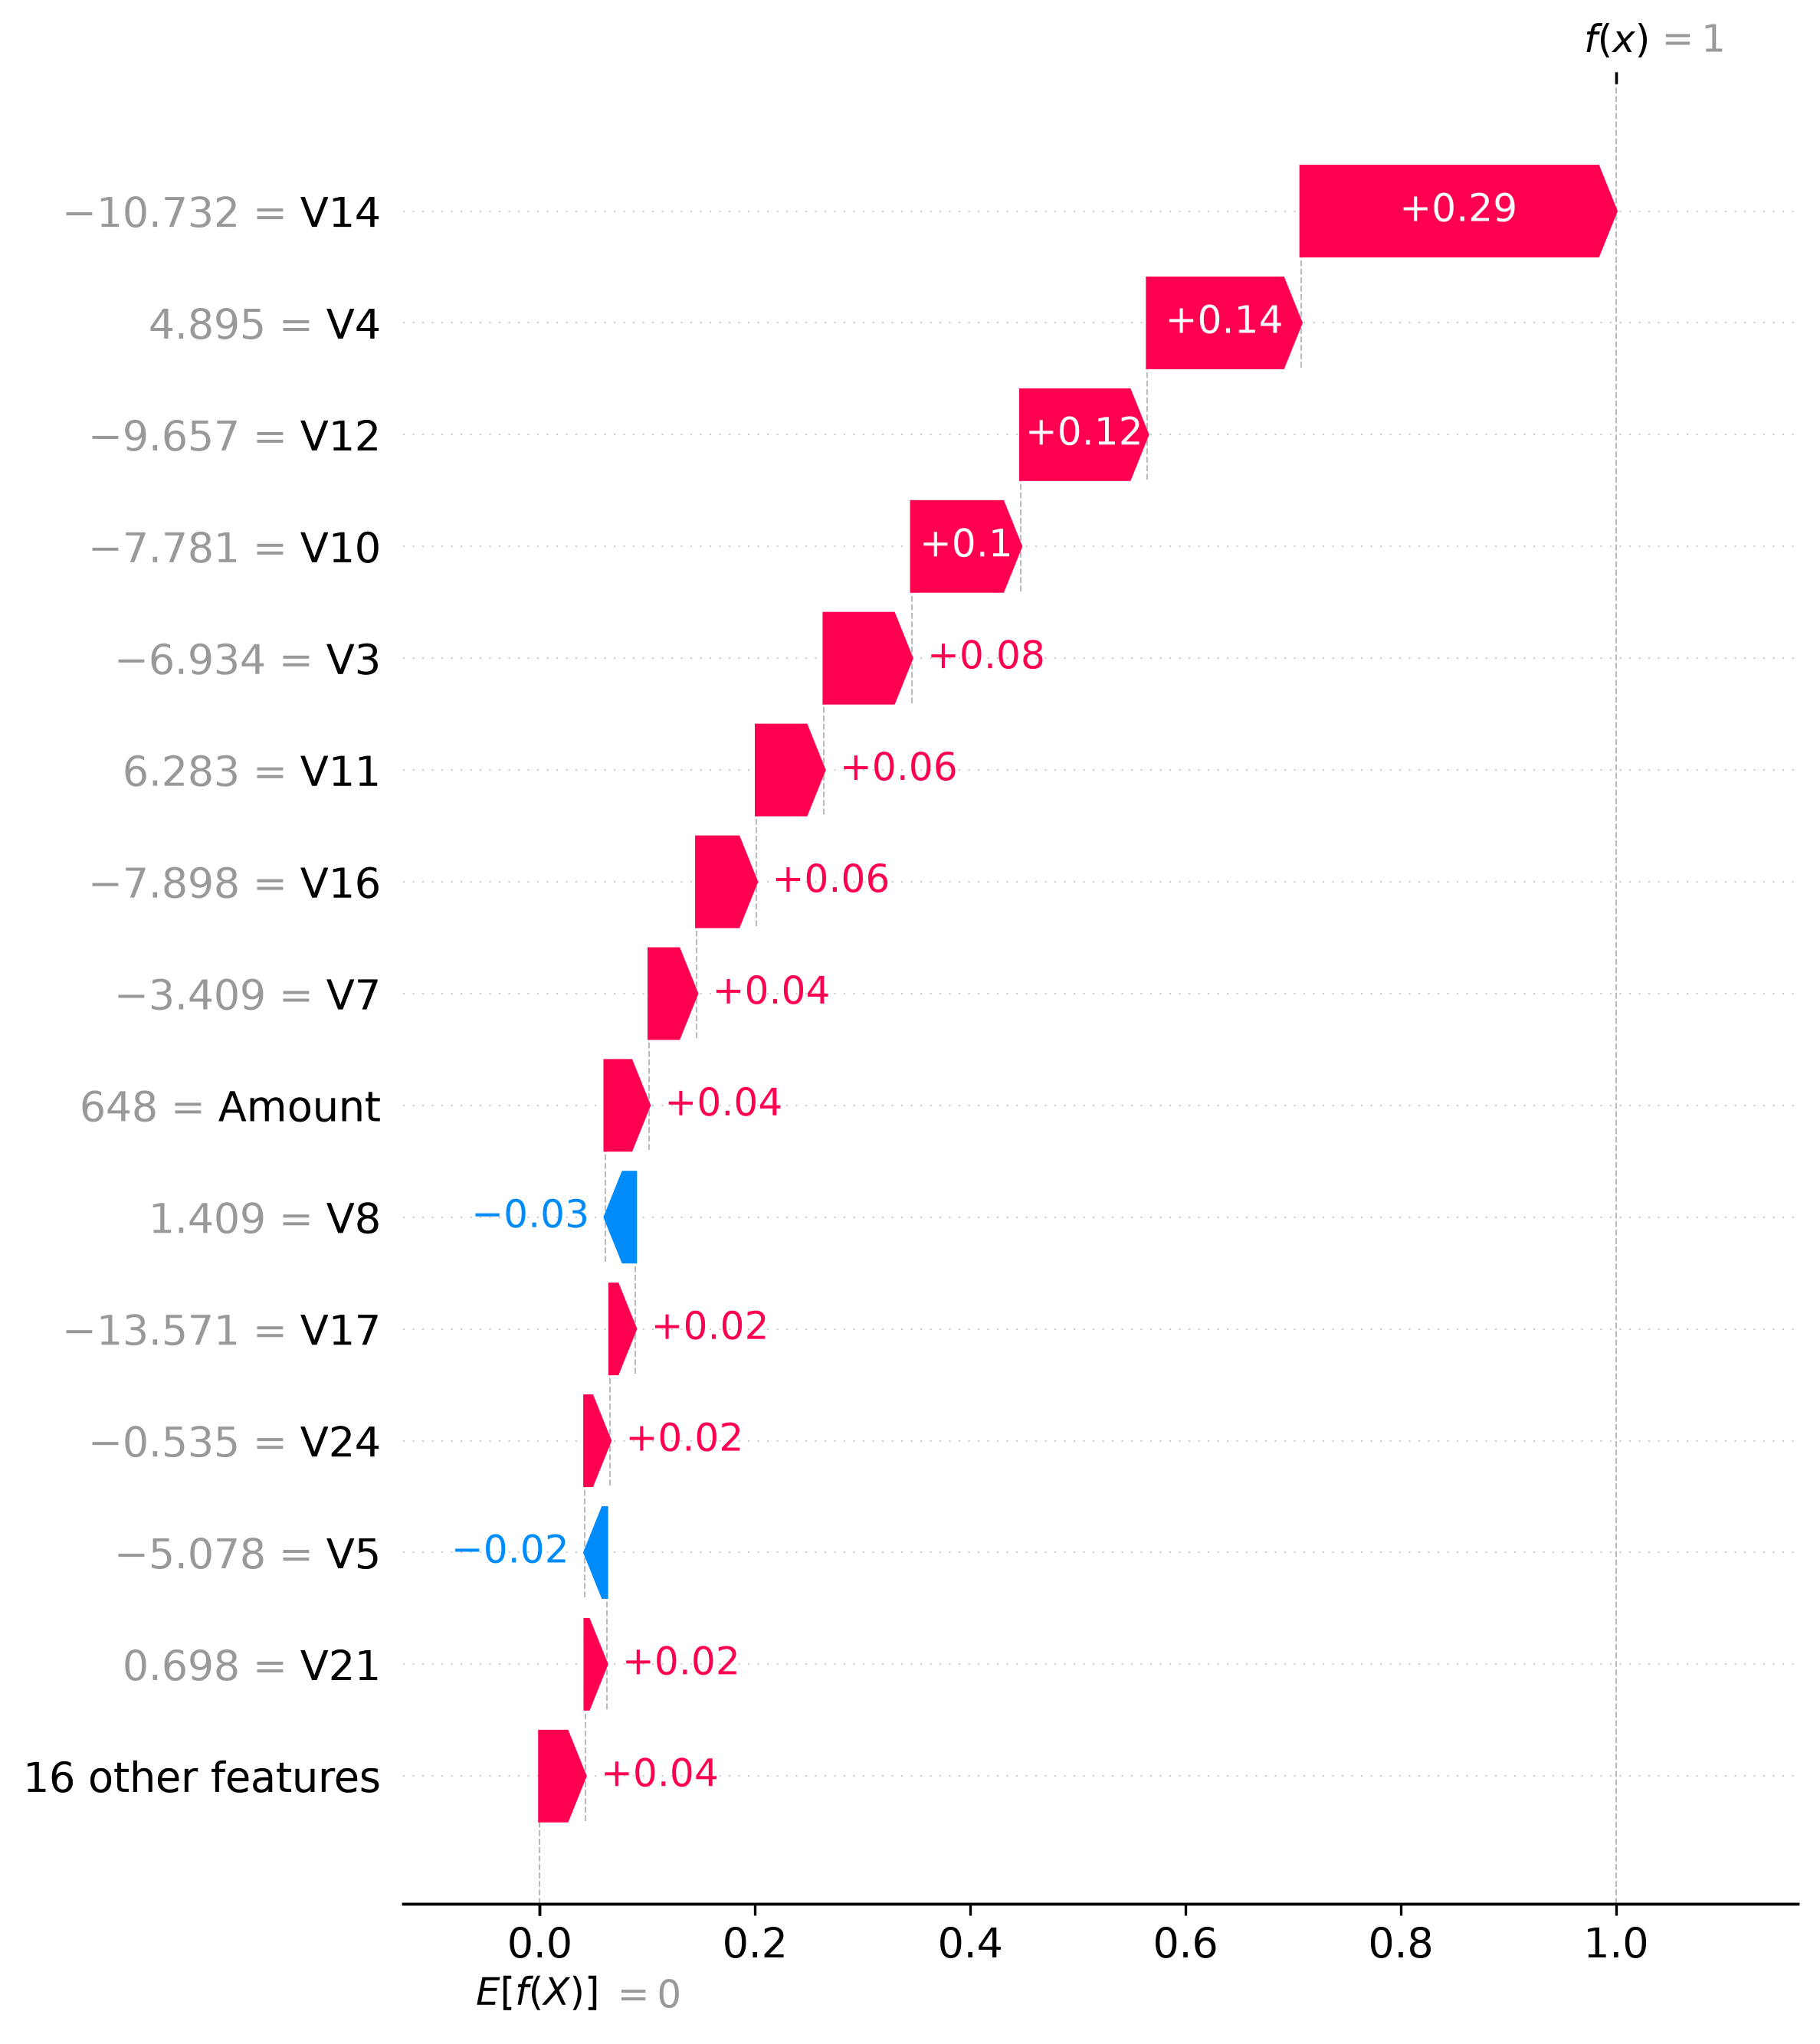 f(x) = 1
−10.732 = V14 +0.29
4.895 = V4 +0.14
−9.657 = V12 +0.12
−7.781 = V10 +0.1
−6.934 = V3 +0.08
6.283 = V11 +0.06
−7.898 = V16 +0.06
−3.409 = V7 +0.04
648 = Amount +0.04
1.409 = V8 −0.03
−13.571 = V17 +0.02
−0.535 = V24 +0.02
−5.078 = V5 −0.02
0.698 = V21 +0.02
16 other features +0.04
0.0 0.2 0.4 0.6 0.8 1.0
E[f(X)] = 0